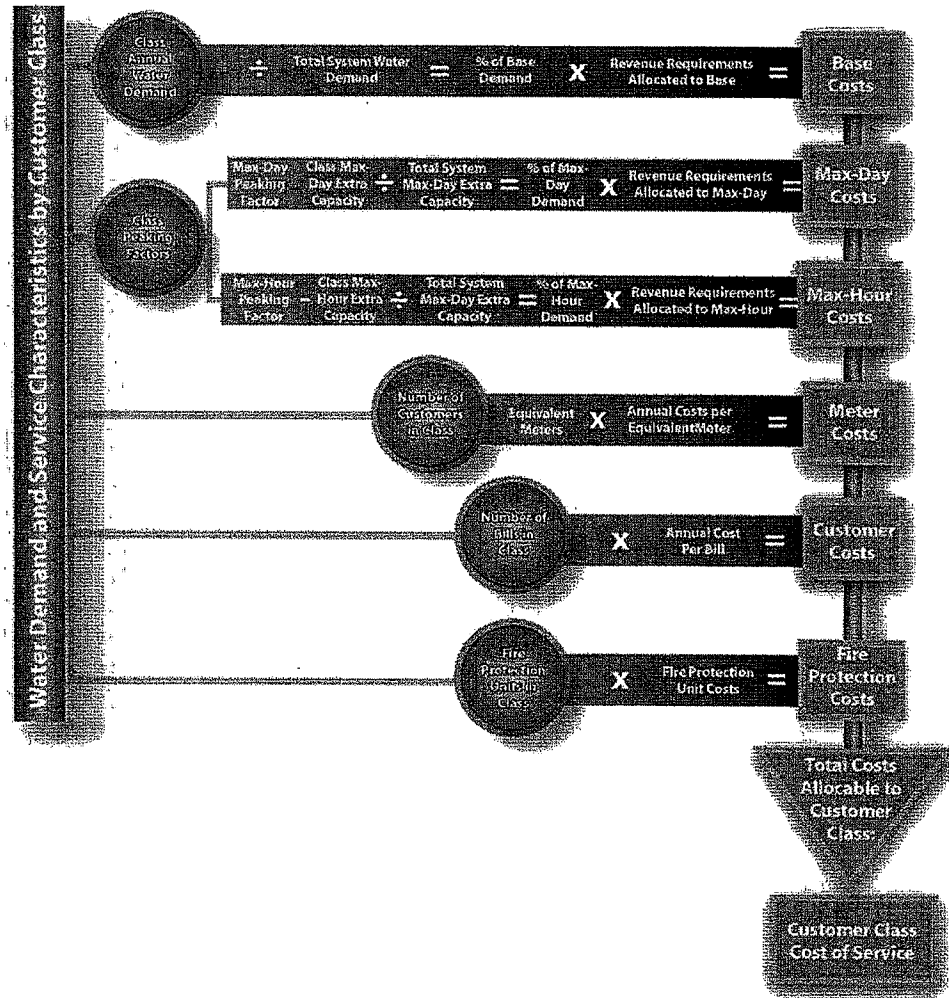 Water Demand and Service Characteristics by Customer Class
Class
Annual
Water
Demand
÷
Total System Water
Demand
=
% of Base
Demand
X
Revenue Requirements
Allocated to Base
=
Base
Costs
Class
Peaking
Factors
Max-Day
Peaking
Factor
Class Max-
Day Extra
Capacity
÷
Total System
Max-Day Extra
Capacity
=
% of Max-
Day
Demand
X
Revenue Requirements
Allocated to Max-Day
=
Max-Day
Costs
Max-Hour
Peaking
Factor
–
Class Max-
Hour Extra
Capacity
÷
Total System
Max-Day Extra
Capacity
=
% of Max-
Hour
Demand
X
Revenue Requirements
Allocated to Max-Hour
=
Max-Hour
Costs
Number of
Customers
in Class
Equivalent
Meters
X
Annual Costs per
EquivalentMeter
=
Meter
Costs
Number of
Bills in
Class
X
Annual Cost
Per Bill
=
Customer
Costs
Fire
Protection
Units in
Class
X
Fire Protection
Unit Costs
=
Fire
Protection
Costs
Total Costs
Allocable to
Customer
Class:
Customer Class
Cost of Service